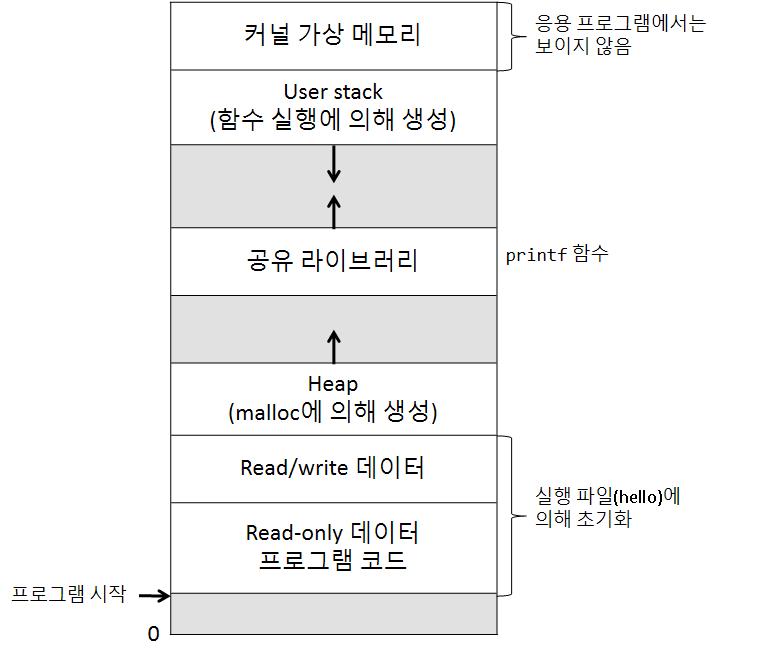 커널 가상 메모리
응용 프로그램에서는
보이지 않음
User stack
(함수 실행에 의해 생성)
공유 라이브러리
printf 함수
Heap
(malloc에 의해 생성)
Read/write 데이터
실행 파일(hello)에
의해 초기화
Read-only 데이터
프로그램 코드
프로그램 시작
0